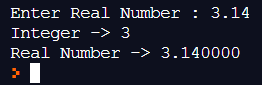 Enter Real Number : 3.14
Integer -> 3
Real Number -> 3.140000
>